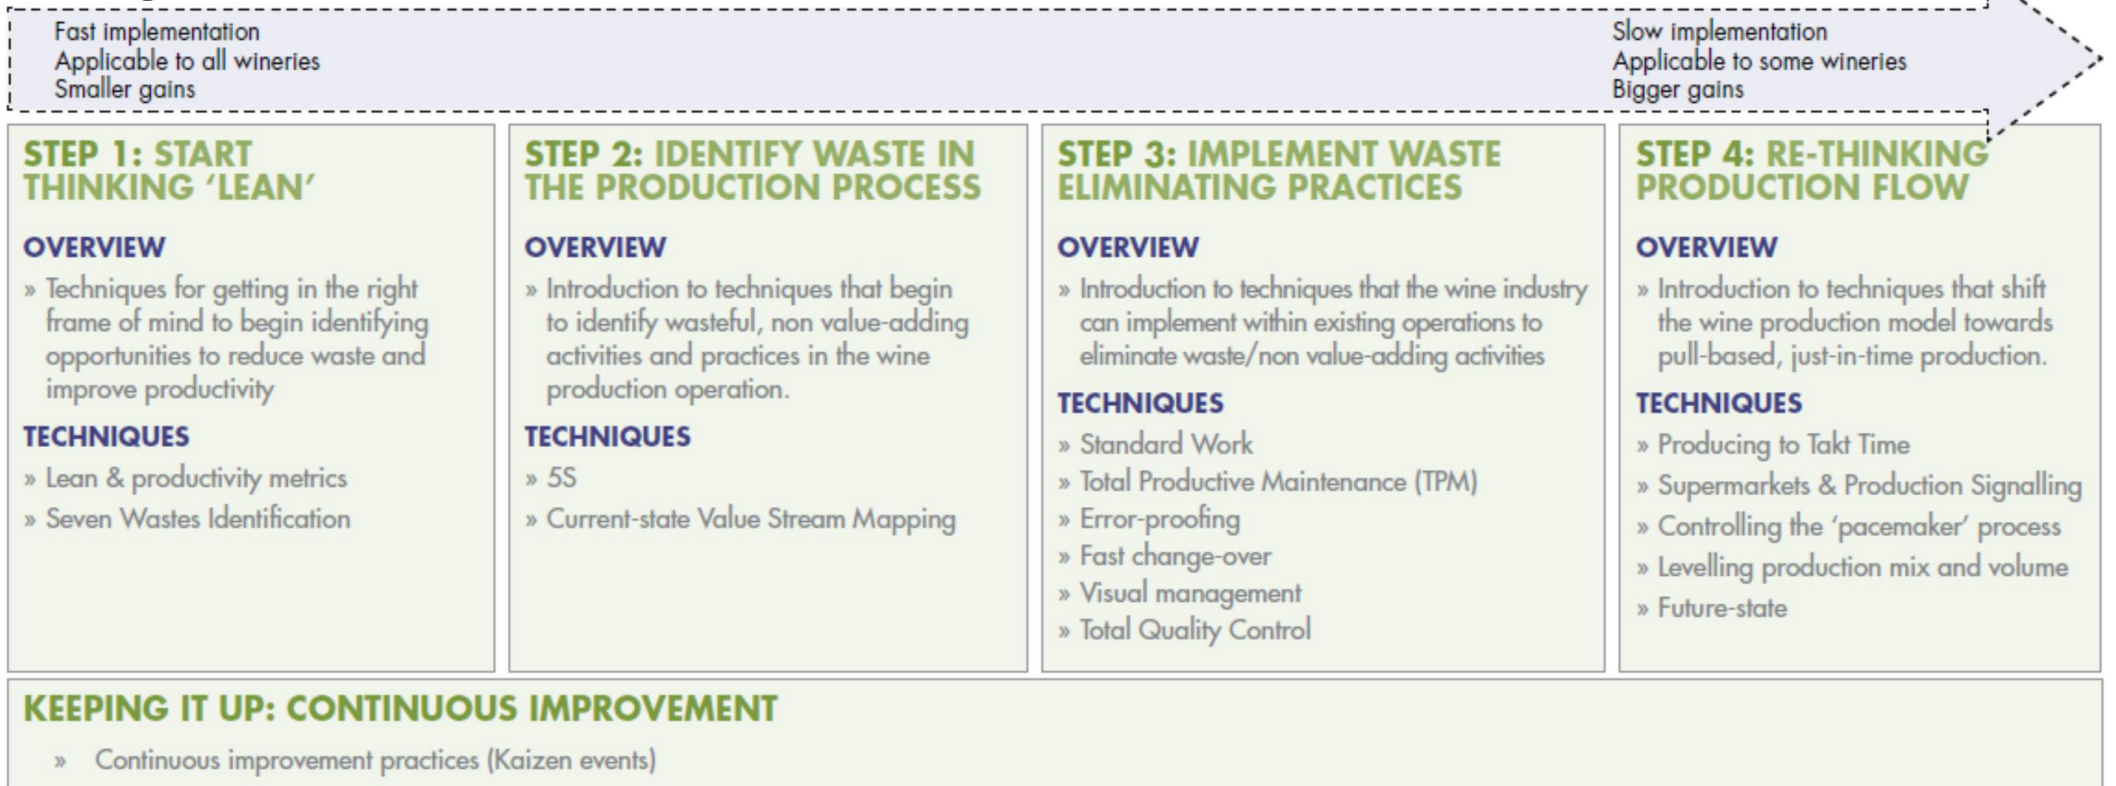 Fast implementation
Applicable to all wineries
Smaller gains
Slow implementation
Applicable to some wineries
Bigger gains
STEP 1: START
THINKING ‘LEAN’
OVERVIEW
» Techniques for getting in the right
frame of mind to begin identifying
opportunities to reduce waste and
improve productivity
TECHNIQUES
» Lean & productivity metrics
» Seven Wastes Identification
STEP 2: IDENTIFY WASTE IN
THE PRODUCTION PROCESS
OVERVIEW
» Introduction to techniques that begin
to identify wasteful, non value-adding
activities and practices in the wine
production operation.
TECHNIQUES
» 5S
» Current-state Value Stream Mapping
STEP 3: IMPLEMENT WASTE
ELIMINATING PRACTICES
OVERVIEW
» Introduction to techniques that the wine industry
can implement within existing operations to
eliminate waste/non value-adding activities
TECHNIQUES
» Standard Work
» Total Productive Maintenance (TPM)
» Error-proofing
» Fast change-over
» Visual management
» Total Quality Control
STEP 4: RE-THINKING
PRODUCTION FLOW
OVERVIEW
» Introduction to techniques that shift
the wine production model towards
pull-based, just-in-time production.
TECHNIQUES
» Producing to Takt Time
» Supermarkets & Production Signalling
» Controlling the ‘pacemaker’ process
» Levelling production mix and volume
» Future-state
KEEPING IT UP: CONTINUOUS IMPROVEMENT
» Continuous improvement practices (Kaizen events)